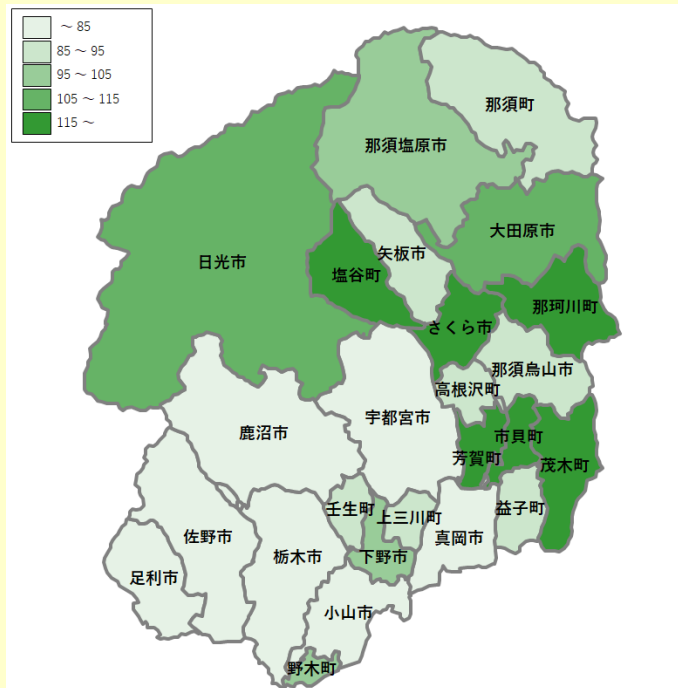 ～ 85
85 ～ 95
95 ～ 105
105 ～ 115
115 ～
那須町
那須塩原市
大田原市
矢板市
日光市
塩谷町
那珂川町
さくら市
那須烏山市
高根沢町
宇都宮市
鹿沼市
市貝町
芳賀町
茂木町
壬生町
益子町
上三川町
佐野市
真岡市
栃木市
下野市
足利市
小山市
野木町